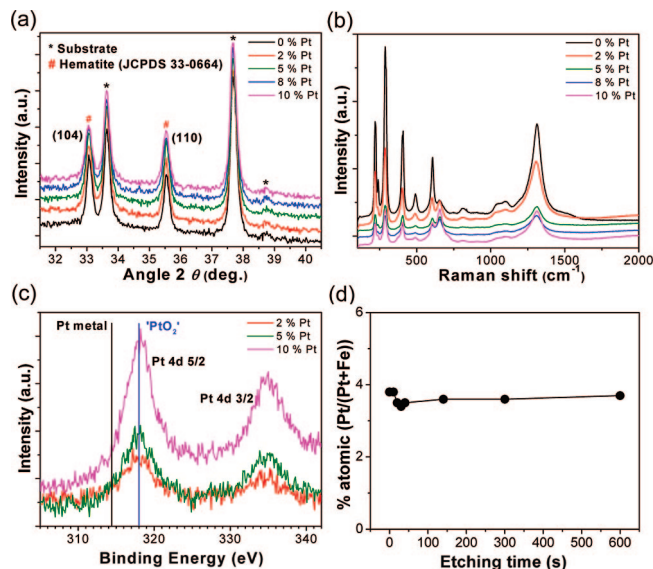 (a)
* Substrate
# Hematite (JCPDS 33-0664)
0 % Pt
2 % Pt
5 % Pt
8 % Pt
10 % Pt
*
*
#
#
(104)
(110)
*
Intensity (a.u.)
32 33 34 35 36 37 38 39 40
Angle 2 θ (deg.)
(b)
0 % Pt
2 % Pt
5 % Pt
8 % Pt
10 % Pt
Intensity (a.u.)
500 1000 1500 2000
Raman shift (cm-1)
(c)
Pt metal
'PtO2'
2 % Pt
5 % Pt
10 % Pt
Pt 4d 5/2
Pt 4d 3/2
Intensity (a.u.)
310 320 330 340
Binding Energy (eV)
(d)
% atomic (Pt/(Pt+Fe))
6
4
2
0
0 100 200 300 400 500 600
Etching time (s)